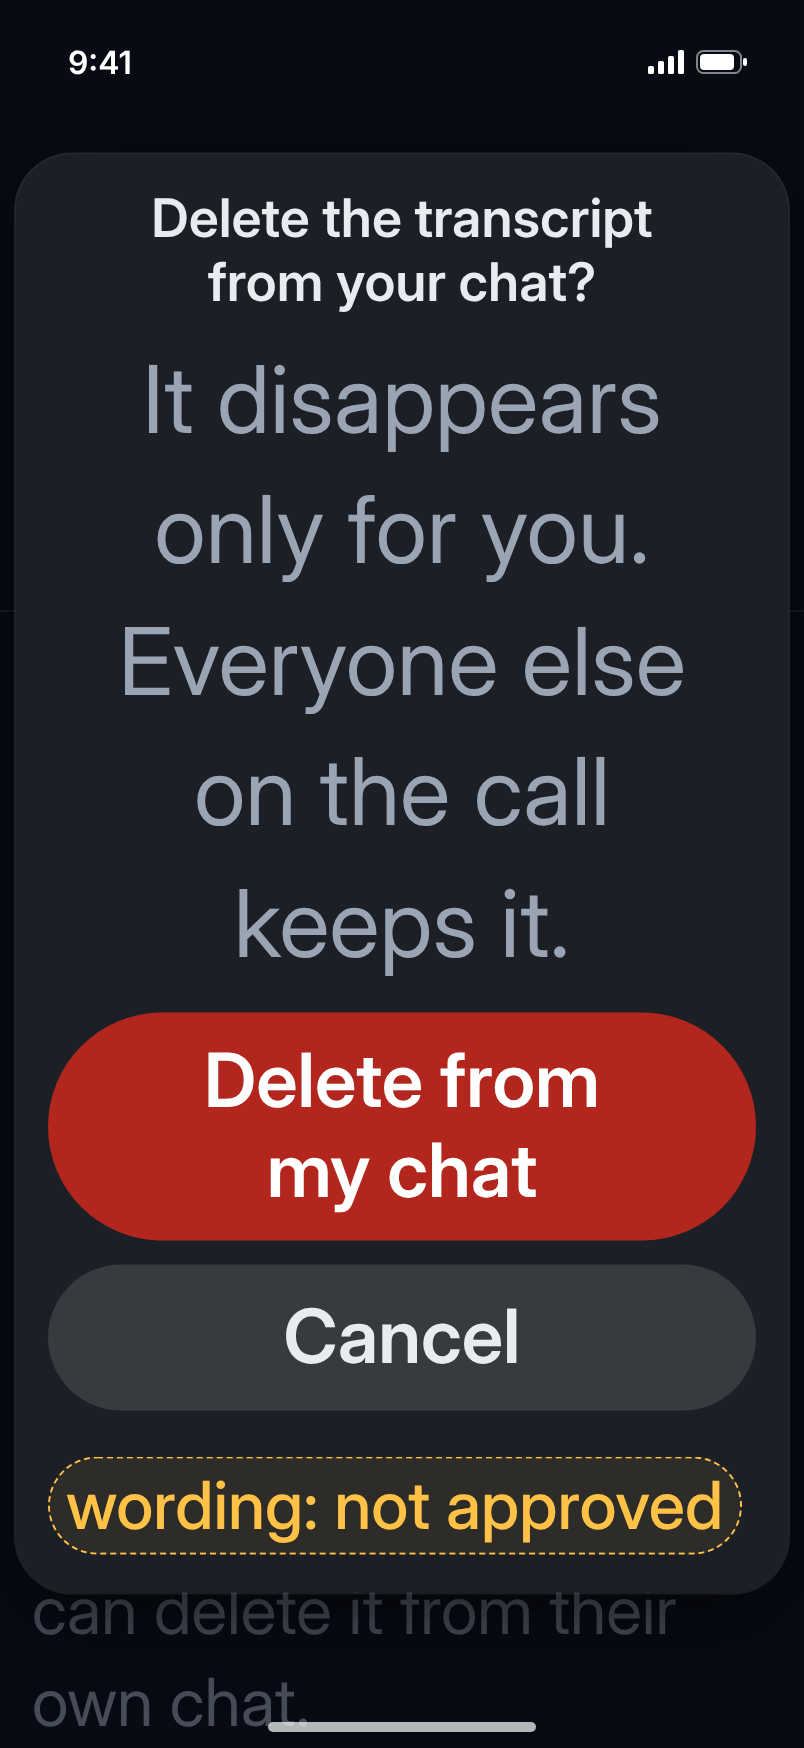 9:41
Delete the transcript
from your chat?
It disappears
only for you.
Everyone else
on the call
keeps it.
Delete from
my chat
Cancel
wording: not approved
can delete it from their
own chat.